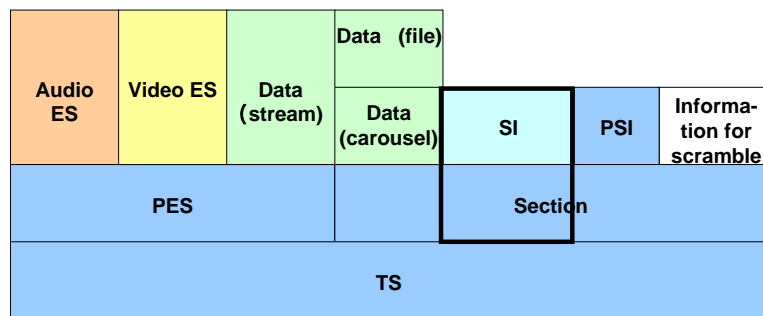 Data (file)
Audio
ES
Video ES
Data
(stream)
Data
(carousel)
SI
PSI
Informa-
tion for
scramble
PES
Section
TS